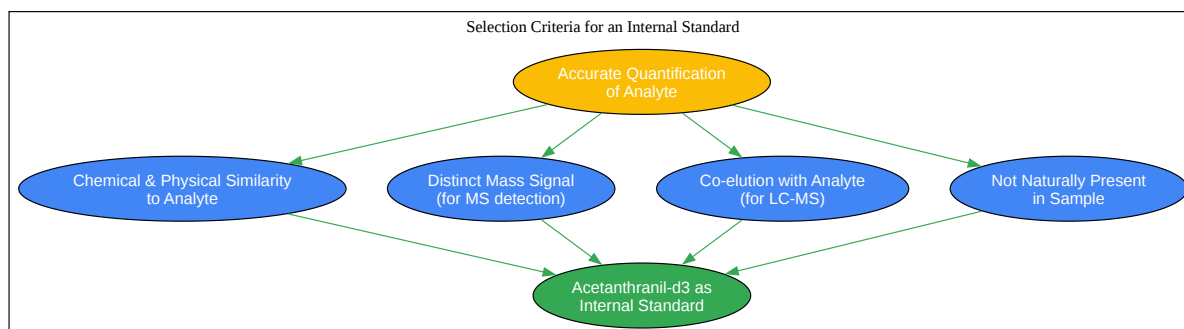 Selection Criteria for an Internal Standard
Accurate Quantification
of Analyte
Chemical & Physical Similarity
to Analyte
Distinct Mass Signal
(for MS detection)
Co-elution with Analyte
(for LC-MS)
Not Naturally Present
in Sample
Acetanthranil-d3 as
Internal Standard